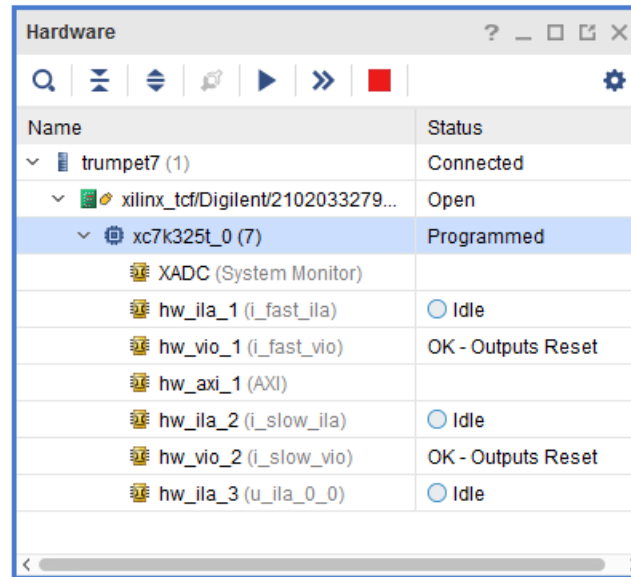 Hardware
Name Status
trumpet7 (1) Connected
xilinx_tcf/Digilent/2102033279... Open
xc7k325t_0 (7) Programmed
XADC (System Monitor)
hw_ila_1 (i_fast_ila) Idle
hw_vio_1 (i_fast_vio) OK - Outputs Reset
hw_axi_1 (AXI)
hw_ila_2 (i_slow_ila) Idle
hw_vio_2 (i_slow_vio) OK - Outputs Reset
hw_ila_3 (u_ila_0_0) Idle